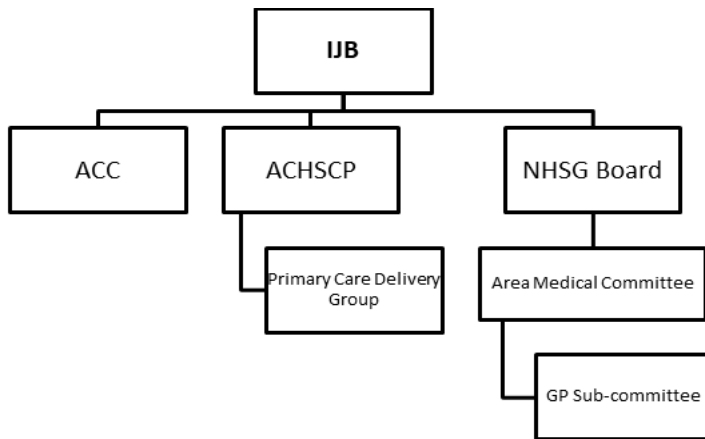 IJB
ACC
ACHSCP
NHSG Board
Primary Care Delivery
Group
Area Medical Committee
GP Sub-committee